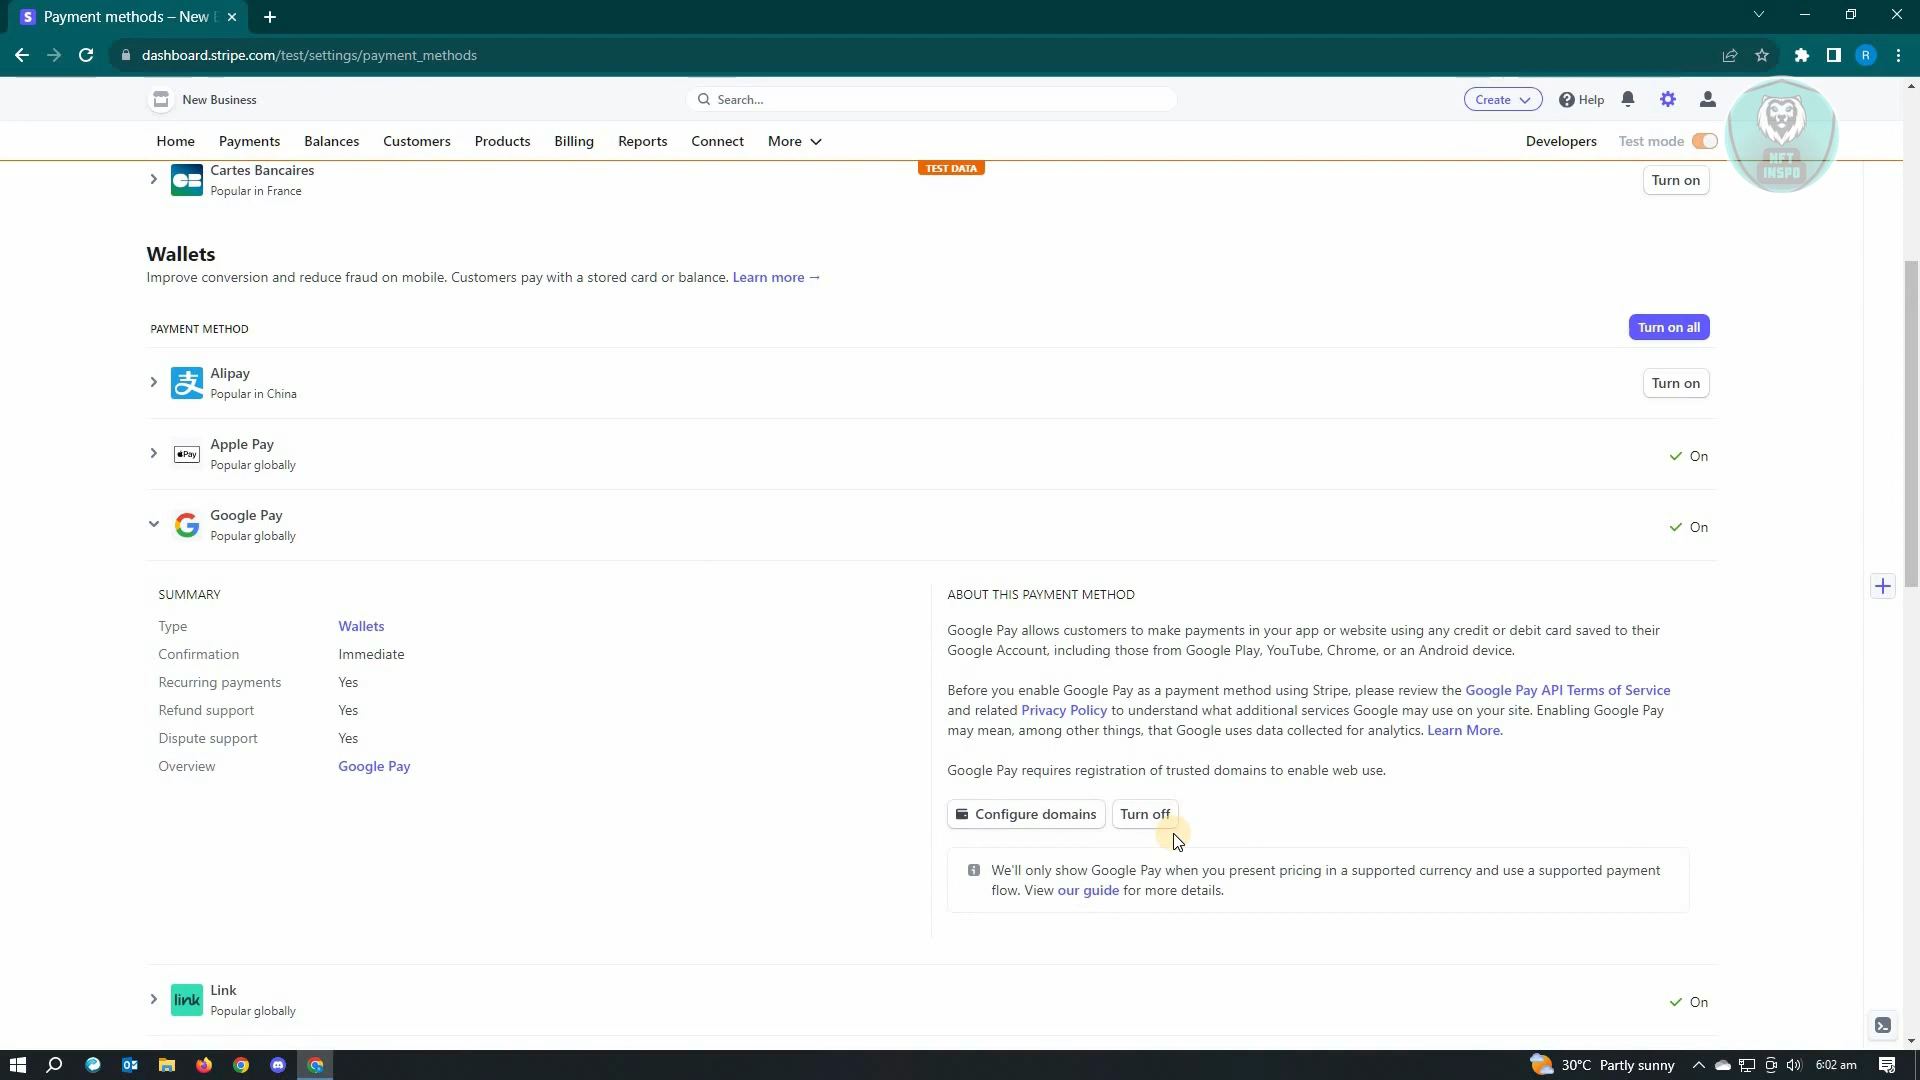 Payment methods – New
dashboard.stripe.com/test/settings/payment_methods
R
New Business
Search...
Create
Help
Home Payments Balances Customers Products Billing Reports Connect More
Developers Test mode
NFT
INSPO
TEST DATA
Cartes Bancaires
Popular in France
Turn on
Wallets
Improve conversion and reduce fraud on mobile. Customers pay with a stored card or balance. Learn more →
PAYMENT METHOD
Turn on all
支
Alipay
Popular in China
Turn on
Pay
Apple Pay
Popular globally
On
Google Pay
Popular globally
On
SUMMARY
Type Wallets
Confirmation Immediate
Recurring payments Yes
Refund support Yes
Dispute support Yes
Overview Google Pay
ABOUT THIS PAYMENT METHOD
Google Pay allows customers to make payments in your app or website using any credit or debit card saved to their
Google Account, including those from Google Play, YouTube, Chrome, or an Android device.
Before you enable Google Pay as a payment method using Stripe, please review the Google Pay API Terms of Service
and related Privacy Policy to understand what additional services Google may use on your site. Enabling Google Pay
may mean, among other things, that Google uses data collected for analytics. Learn More.
Google Pay requires registration of trusted domains to enable web use.
Configure domains
Turn off
We'll only show Google Pay when you present pricing in a supported currency and use a supported payment
flow. View our guide for more details.
link
Link
Popular globally
On
30°C Partly sunny
6:02 am